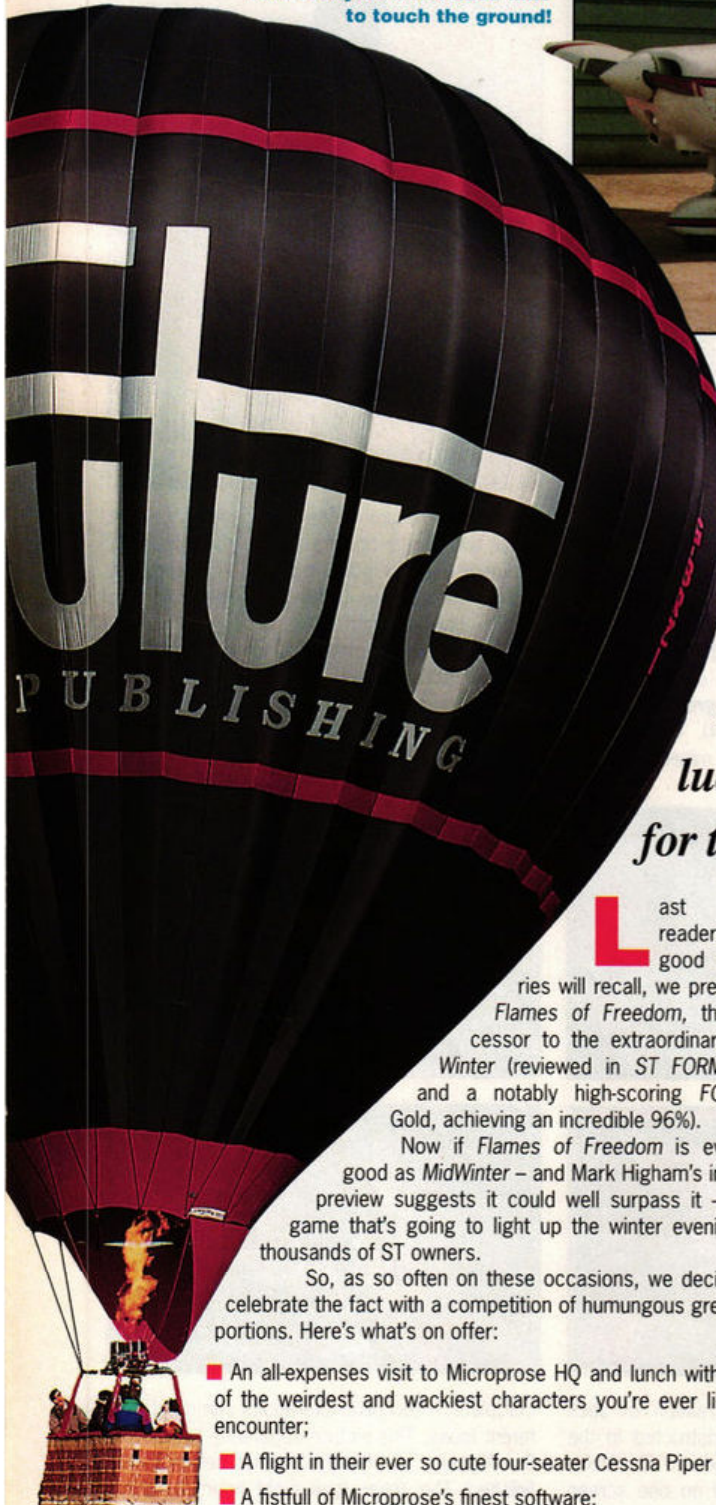 to touch the ground!
uture
PUBLISHING
for t
Last
reader
good
ries will recall, we pre
Flames of Freedom, th
cessor to the extraordinar
Winter (reviewed in ST FORM
and a notably high-scoring FO
Gold, achieving an incredible 96%).
Now if Flames of Freedom is ev
good as MidWinter – and Mark Higham's in
preview suggests it could well surpass it -
game that's going to light up the winter eveni
thousands of ST owners.
So, as so often on these occasions, we deci
celebrate the fact with a competition of humungous gre
portions. Here's what's on offer:
■ An all-expenses visit to Microprose HQ and lunch with
of the weirdest and wackiest characters you're ever li
encounter;
■ A flight in their ever so cute four-seater Cessna Piper
■ A fistfull of Microprose's finest software;